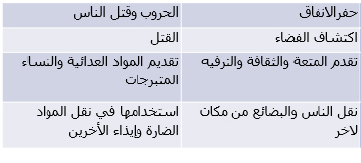 حفرالانفاق
الحروب وقتل الناس
اكتشاف الفضاء
القتل
تقدم المتعة والثقافة والترفيه
تقديم المواد العدائية والنساء
المتبرجات
نقل الناس والبضائع من مكات
لاخر
استخدامها في نقل المواد
الضارة وإيذاء الأخرين